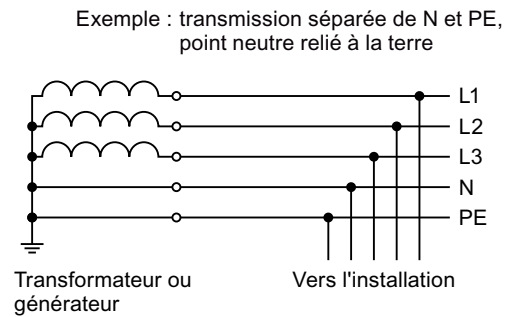 Exemple : transmission séparée de N et PE,
point neutre relié à la terre
L1
L2
L3
N
PE
Transformateur ou
générateur
Vers l'installation